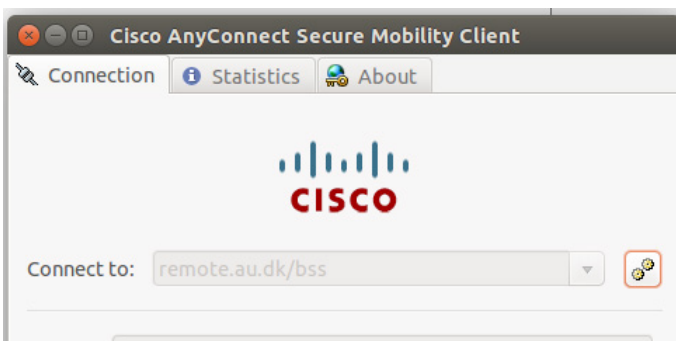 Cisco AnyConnect Secure Mobility Client
Connection Statistics About
CISCO
Connect to: remote.au.dk/bss